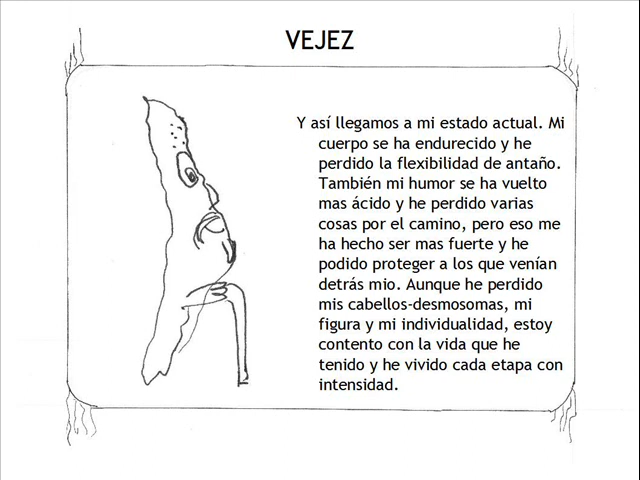 VEJEZ
Y así llegamos a mi estado actual. Mi
cuerpo se ha endurecido y he
perdido la flexibilidad de antaño.
También mi humor se ha vuelto
mas ácido y he perdido varias
cosas por el camino, pero eso me
ha hecho ser mas fuerte y he
podido proteger a los que venían
detrás mio. Aunque he perdido
mis cabellos-desmosomas, mi
figura y mi individualidad, estoy
contento con la vida que he
tenido y he vivido cada etapa con
intensidad.